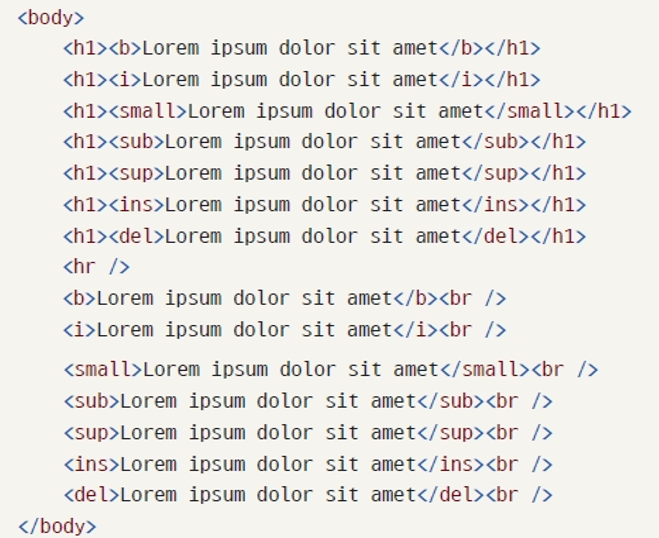 <body>
<h1><b>Lorem ipsum dolor sit amet</b></h1>
<h1><i>Lorem ipsum dolor sit amet</i></h1>
<h1><small>Lorem ipsum dolor sit amet</small></h1>
<h1><sub>Lorem ipsum dolor sit amet</sub></h1>
<h1><sup>Lorem ipsum dolor sit amet</sup></h1>
<h1><ins>Lorem ipsum dolor sit amet</ins></h1>
<h1><del>Lorem ipsum dolor sit amet</del></h1>
<hr />
<b>Lorem ipsum dolor sit amet</b><br />
<i>Lorem ipsum dolor sit amet</i><br />
<small>Lorem ipsum dolor sit amet</small><br />
<sub>Lorem ipsum dolor sit amet</sub><br />
<sup>Lorem ipsum dolor sit amet</sup><br />
<ins>Lorem ipsum dolor sit amet</ins><br />
<del>Lorem ipsum dolor sit amet</del><br />
</body>